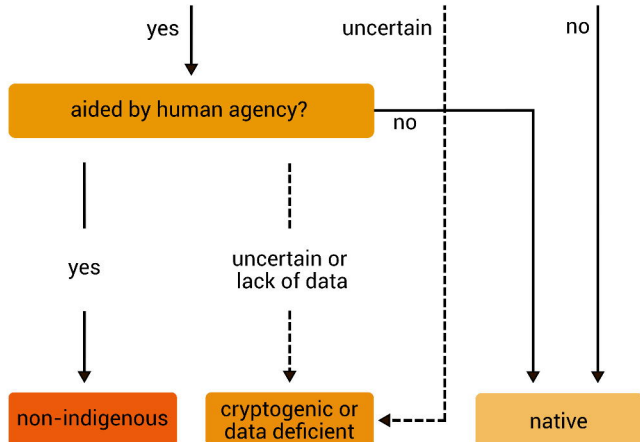 yes
uncertain
no
aided by human agency?
no
yes
uncertain or
lack of data
non-indigenous
cryptogenic or
data deficient
native